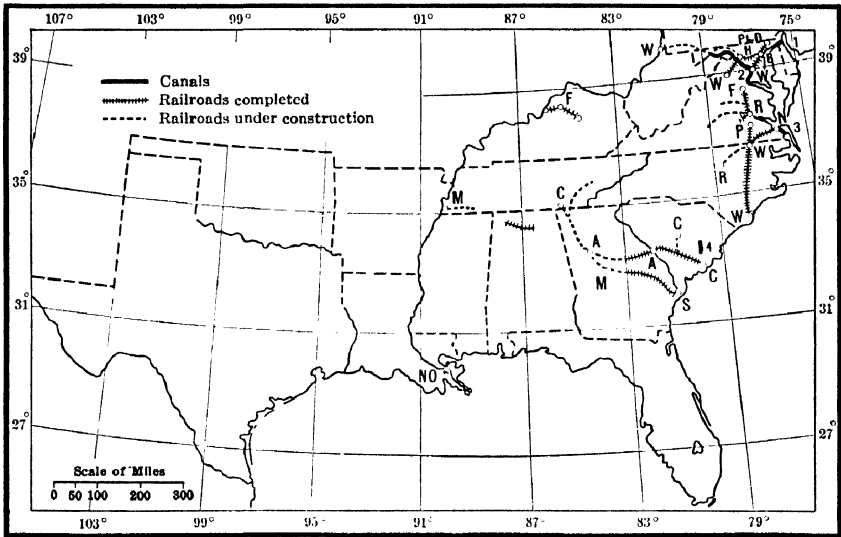 107° 103° 99° 95° 91° 87° 83° 79° 75°
39° 39°
Canals
Railroads completed
Railroads under construction
W P D 1
H
1 B 1
2 W
W
F F
R
P N 3
W
35° R 35°
M C
W
C
A 4
A
C
M
S
31° 31°
NO
27° 27°
Scale of Miles
0 50 100 200 300
103° 99° 95° 91° 87° 83° 79°